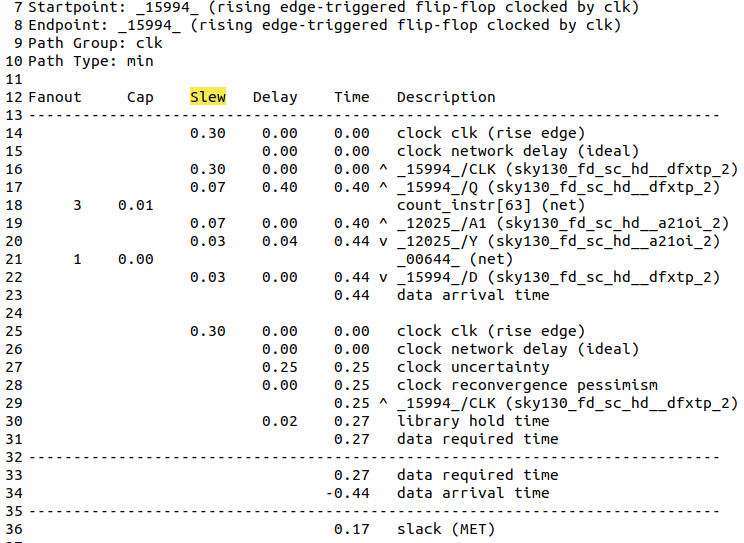 7 Startpoint: _15994_ (rising edge-triggered flip-flop clocked by clk)
8 Endpoint: _15994_ (rising edge-triggered flip-flop clocked by clk)
9 Path Group: clk
10 Path Type: min
11
12 Fanout     Cap    Slew   Delay    Time   Description
13 -----------------------------------------------------------------------------
14                   0.30    0.00    0.00   clock clk (rise edge)
15                           0.00    0.00   clock network delay (ideal)
16                   0.30    0.00    0.00 ^ _15994_/CLK (sky130_fd_sc_hd__dfxtp_2)
17                   0.07    0.40    0.40 ^ _15994_/Q (sky130_fd_sc_hd__dfxtp_2)
18      3    0.01                           count_instr[63] (net)
19                   0.07    0.00    0.40 ^ _12025_/A1 (sky130_fd_sc_hd__a21oi_2)
20                   0.03    0.04    0.44 v _12025_/Y (sky130_fd_sc_hd__a21oi_2)
21      1    0.00                           _00644_ (net)
22                   0.03    0.00    0.44 v _15994_/D (sky130_fd_sc_hd__dfxtp_2)
23                                   0.44   data arrival time
24
25                   0.30    0.00    0.00   clock clk (rise edge)
26                           0.00    0.00   clock network delay (ideal)
27                           0.25    0.25   clock uncertainty
28                           0.00    0.25   clock reconvergence pessimism
29                                   0.25 ^ _15994_/CLK (sky130_fd_sc_hd__dfxtp_2)
30                           0.02    0.27   library hold time
31                                   0.27   data required time
32 -----------------------------------------------------------------------------
33                                   0.27   data required time
34                                  -0.44   data arrival time
35 -----------------------------------------------------------------------------
36                                   0.17   slack (MET)